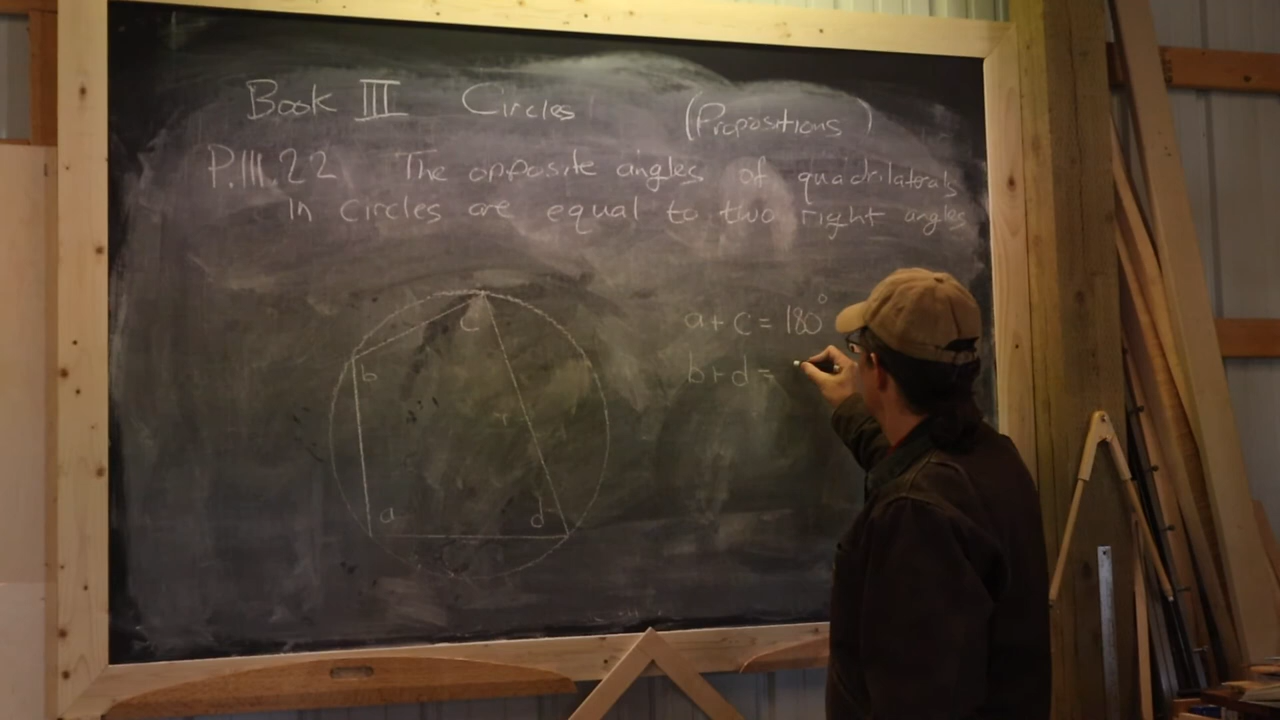 Book III Circles (Propositions)
P.III.22 The opposite angles of quadrilaterals
in circles are equal to two right angles
a + c = 180°
b + d =
c
b
a
d